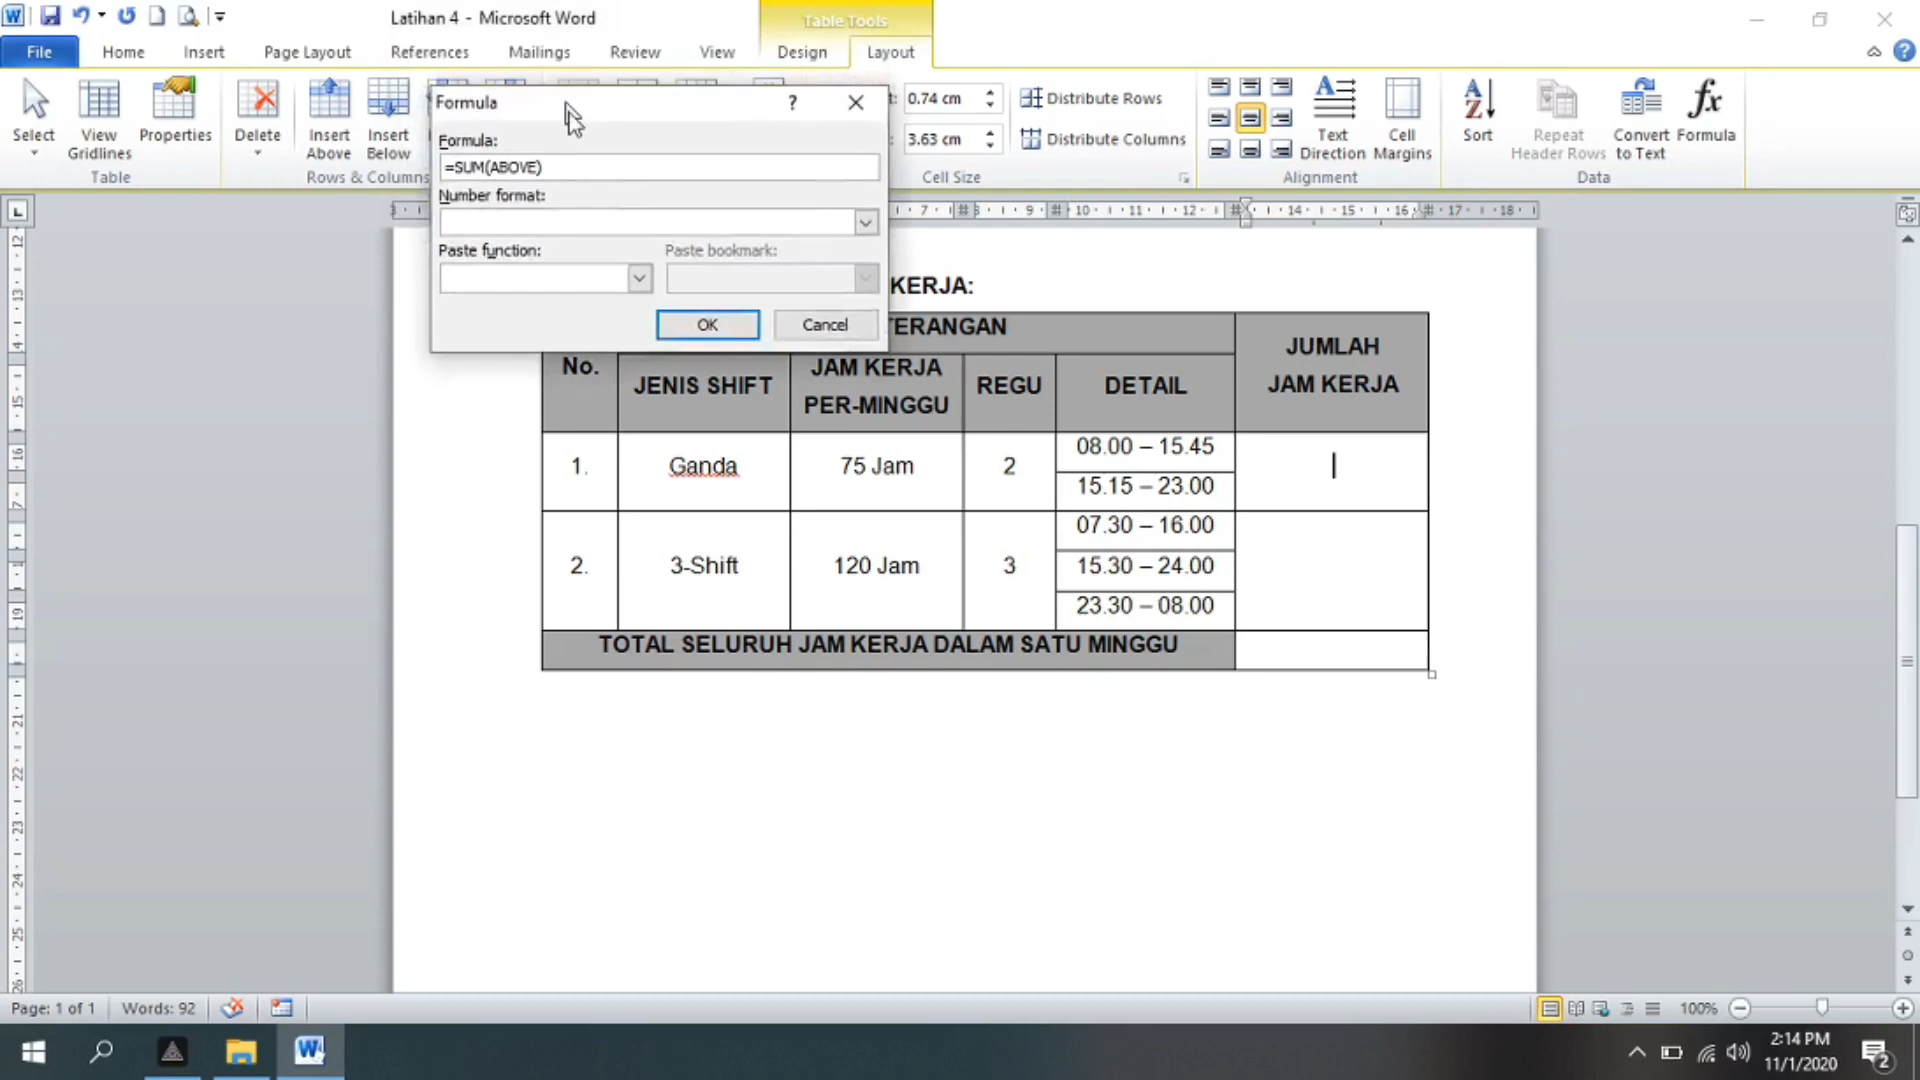 Latihan 4 - Microsoft Word
Table Tools
File Home Insert Page Layout References Mailings Review View Design Layout
Select
View Gridlines
Properties
Table
Delete
Insert Above
Insert Below
Rows & Columns
0.74 cm
3.63 cm
Distribute Rows
Distribute Columns
Cell Size
Text Direction
Cell Margins
Alignment
Sort
Repeat Header Rows
Convert to Text
Formula
Data
Formula
Formula:
=SUM(ABOVE)
Number format:
Paste function: Paste bookmark:
OK Cancel
KERJA:
No.
TERANGAN
JENIS SHIFT
JAM KERJA
PER-MINGGU
REGU
DETAIL
JUMLAH
JAM KERJA
1. Ganda 75 Jam 2
08.00 – 15.45
15.15 – 23.00
2. 3-Shift 120 Jam 3
07.30 – 16.00
15.30 – 24.00
23.30 – 08.00
TOTAL SELURUH JAM KERJA DALAM SATU MINGGU
Page: 1 of 1 Words: 92 100%
2:14 PM
11/1/2020
2